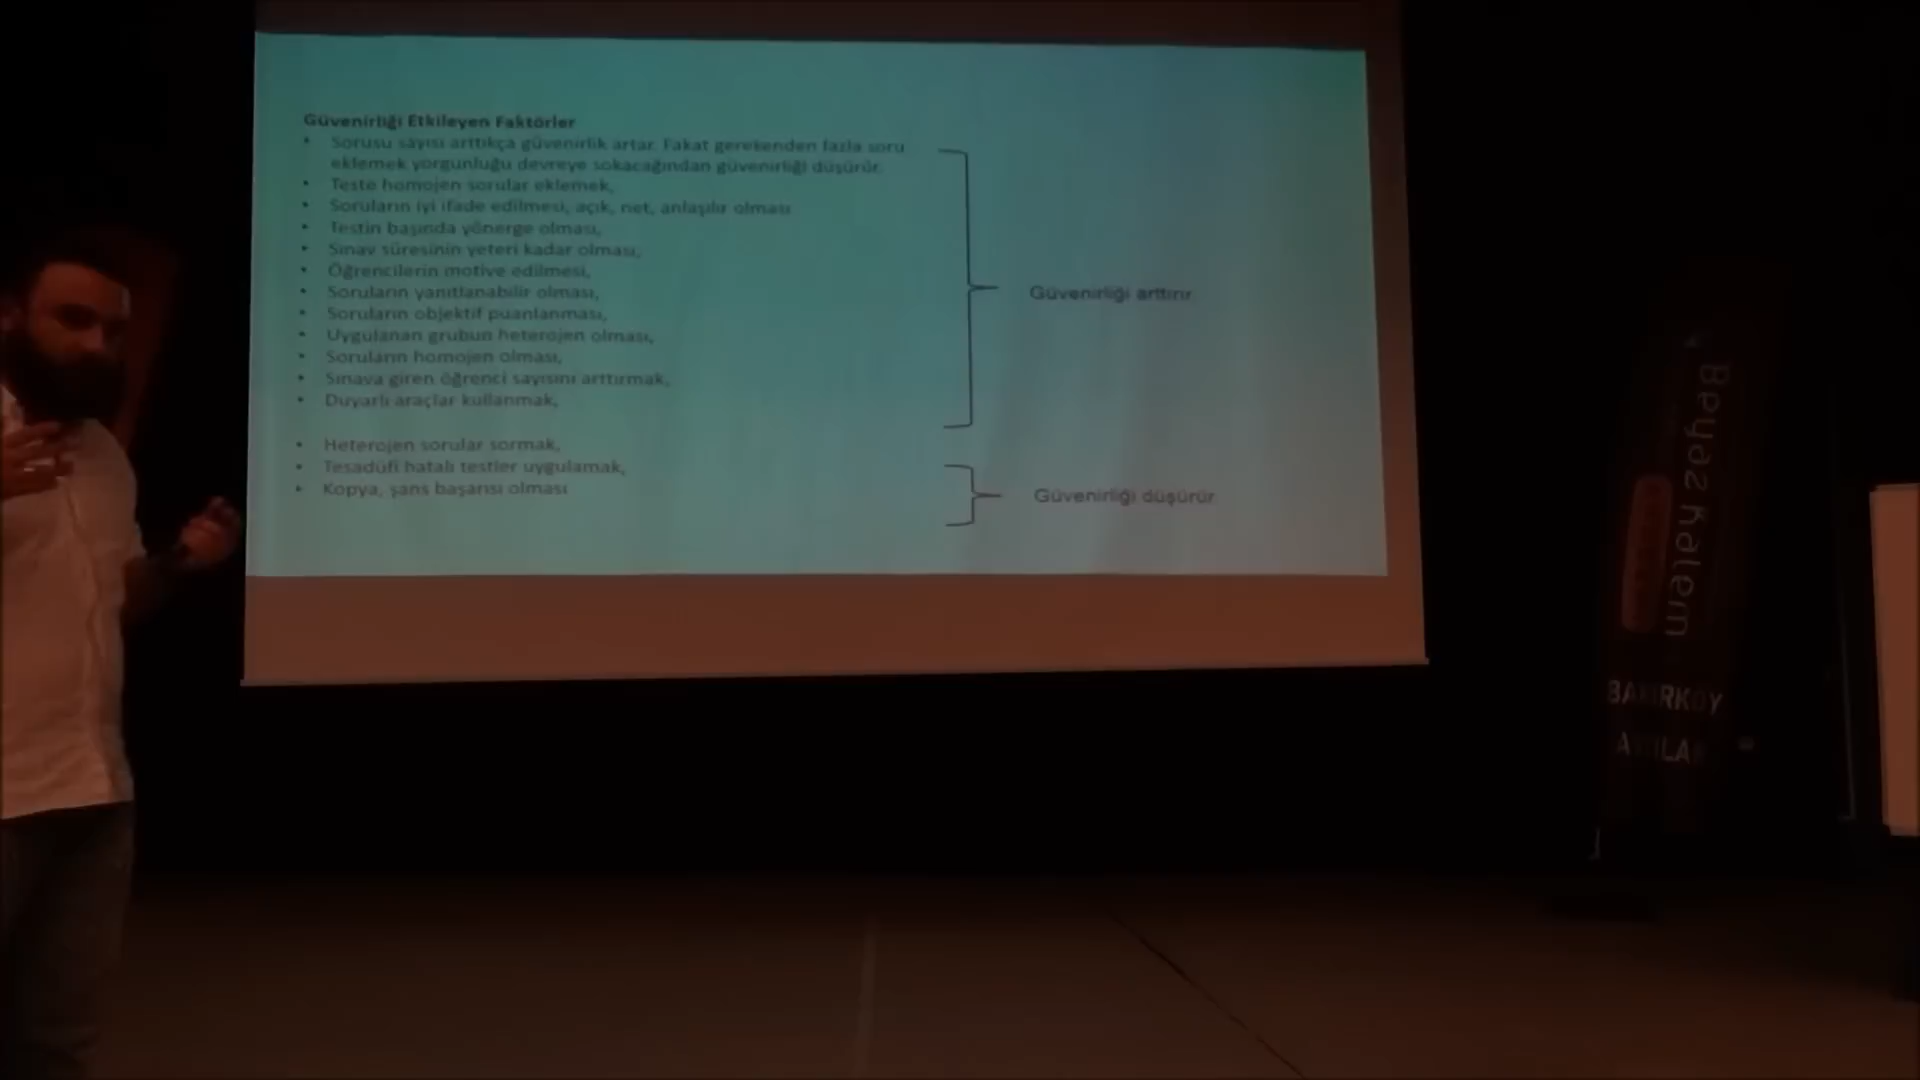 Güvenirliği Etkileyen Faktörler
• Sorusu sayısı arttıkça güvenirlik artar. Fakat gerekenden fazla soru
eklemek yorgunluğu devreye sokacağından güvenirliği düşürür.
• Teste homojen sorular eklemek,
• Soruların iyi ifade edilmesi, açık, net, anlaşılır olması
• Testin başında yönerge olması,
• Sınav süresinin yeteri kadar olması,
• Öğrencilerin motive edilmesi,
• Soruların yanıtlanabilir olması,
• Soruların objektif puanlanması,
• Uygulanan grubun heterojen olması,
• Soruların homojen olması,
• Sınava giren öğrenci sayısını arttırmak,
• Duyarlı araçlar kullanmak,
Güvenirliği arttırır
• Heterojen sorular sormak,
• Tesadüfi hatalı testler uygulamak,
• Kopya, şans başarısı olması
Güvenirliği düşürür
Beyaz Kalem
BAKIRKÖY